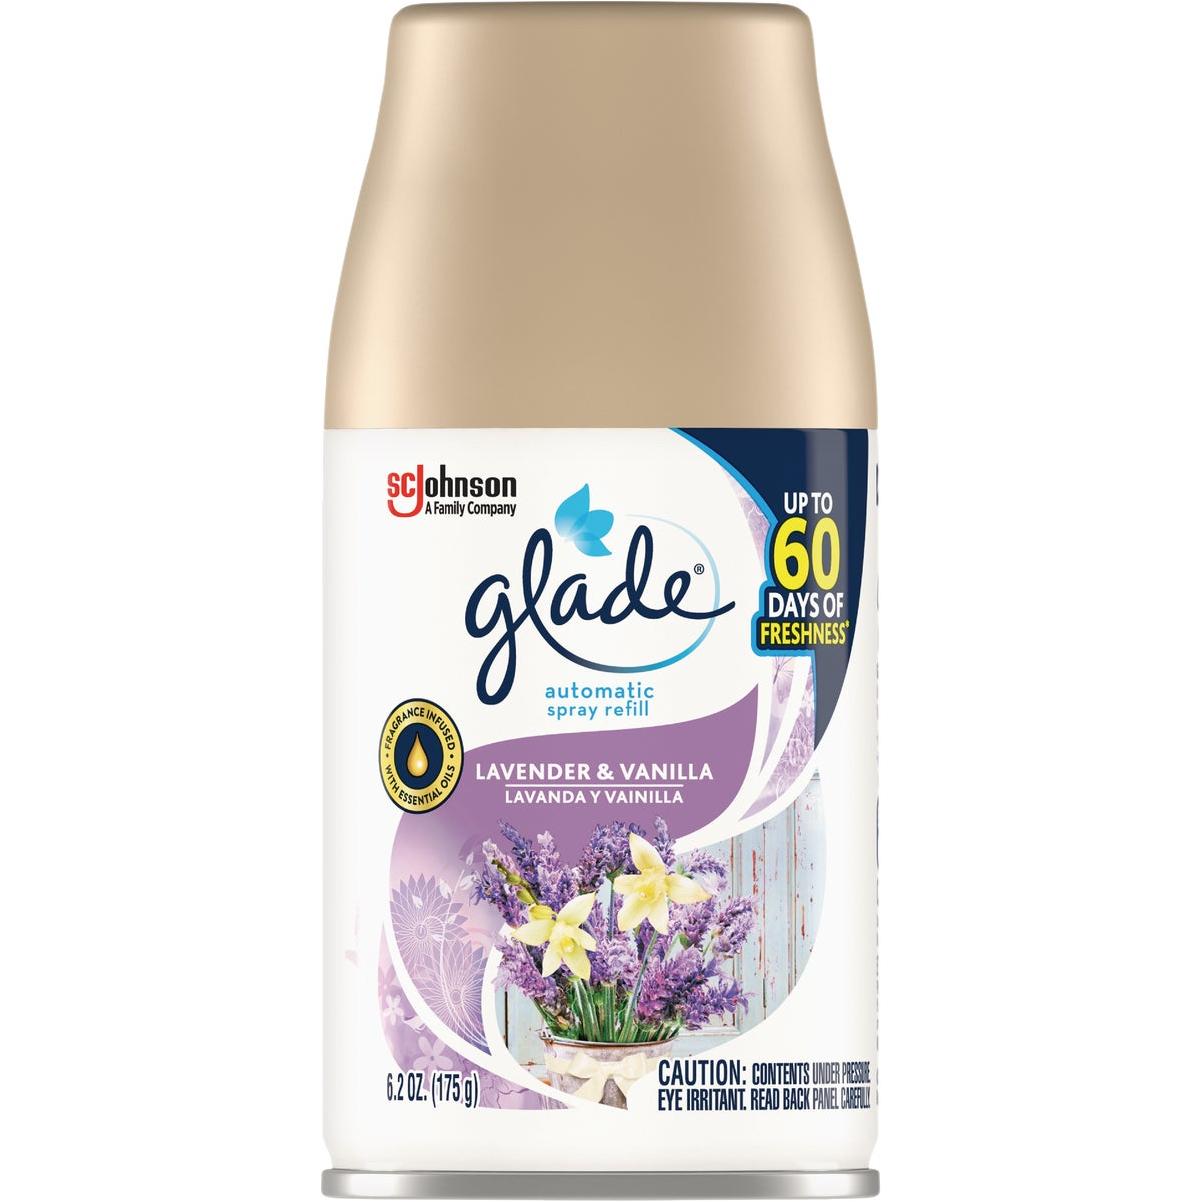 SC Johnson
A Family Company
glade®
automatic
spray refill
UP TO
60
DAYS OF
FRESHNESS*
FRAGRANCE INFUSED
WITH ESSENTIAL OILS
LAVENDER & VANILLA
LAVANDA Y VAINILLA
6.2 OZ. (175 g)
CAUTION: CONTENTS UNDER PRESSURE
EYE IRRITANT. READ BACK PANEL CAREFULLY.